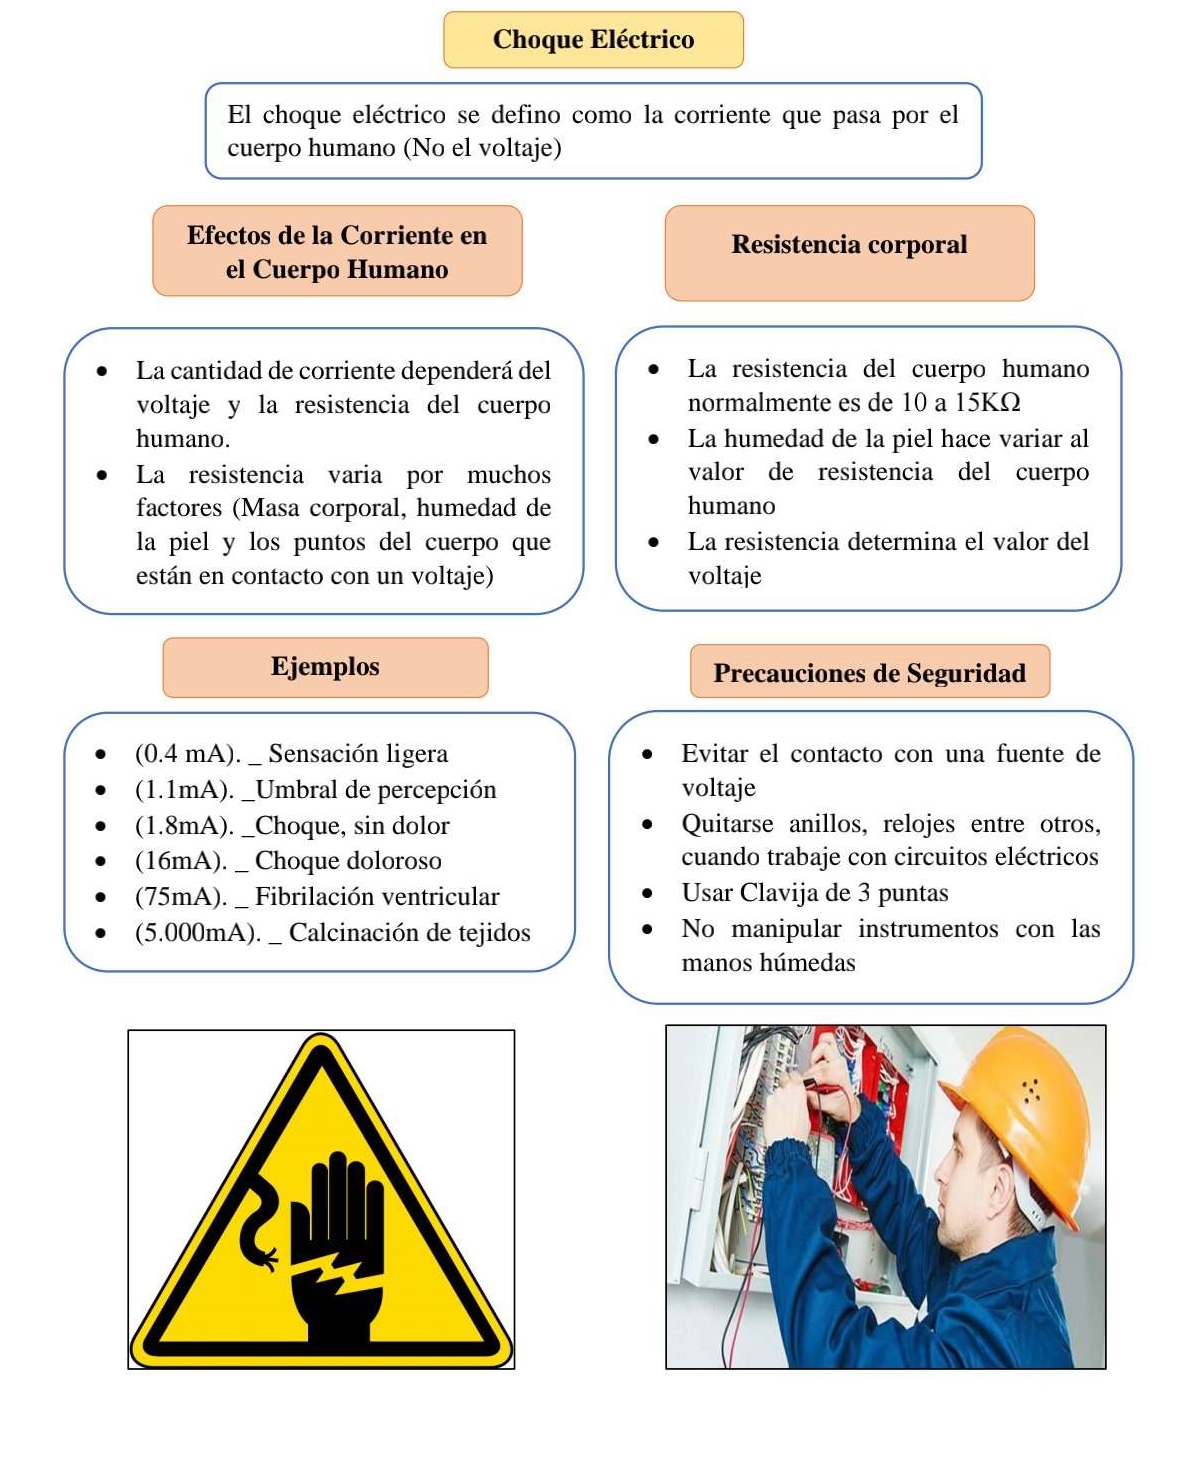 Choque Eléctrico
El choque eléctrico se defino como la corriente que pasa por el
cuerpo humano (No el voltaje)
Efectos de la Corriente en
el Cuerpo Humano
• La cantidad de corriente dependerá del
voltaje y la resistencia del cuerpo
humano.
• La resistencia varia por muchos
factores (Masa corporal, humedad de
la piel y los puntos del cuerpo que
están en contacto con un voltaje)
Resistencia corporal
• La resistencia del cuerpo humano
normalmente es de 10 a 15KΩ
• La humedad de la piel hace variar al
valor de resistencia del cuerpo
humano
• La resistencia determina el valor del
voltaje
Ejemplos
• (0.4 mA). _ Sensación ligera
• (1.1mA). _Umbral de percepción
• (1.8mA). _Choque, sin dolor
• (16mA). _ Choque doloroso
• (75mA). _ Fibrilación ventricular
• (5.000mA). _ Calcinación de tejidos
Precauciones de Seguridad
• Evitar el contacto con una fuente de
voltaje
• Quitarse anillos, relojes entre otros,
cuando trabaje con circuitos eléctricos
• Usar Clavija de 3 puntas
• No manipular instrumentos con las
manos húmedas